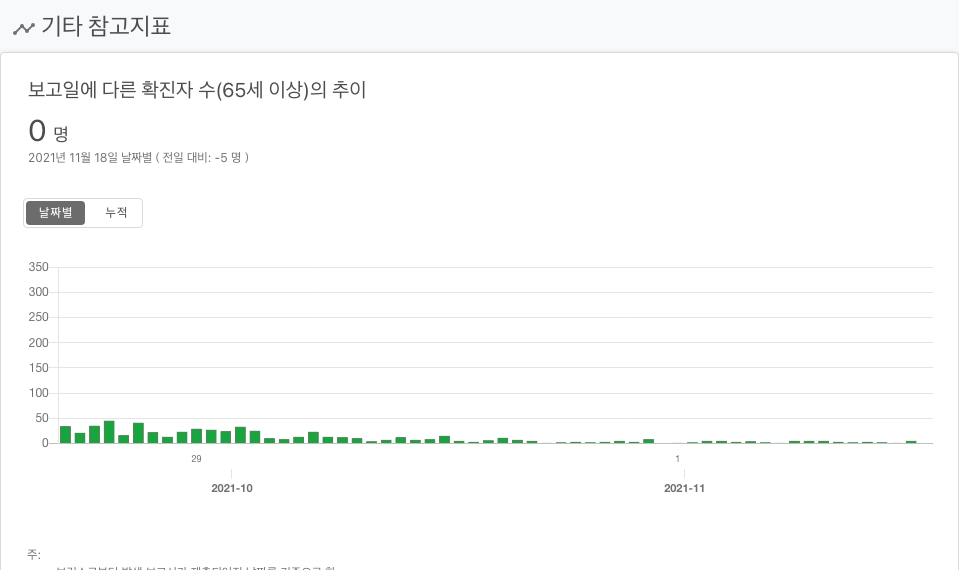 기타 참고지표
보고일에 다른 확진자 수(65세 이상)의 추이
0 명
2021년 11월 18일 날짜별 ( 전일 대비: -5 명 )
날짜별 누적
350
300
250
200
150
100
50
0
29 1
2021-10 2021-11
주: